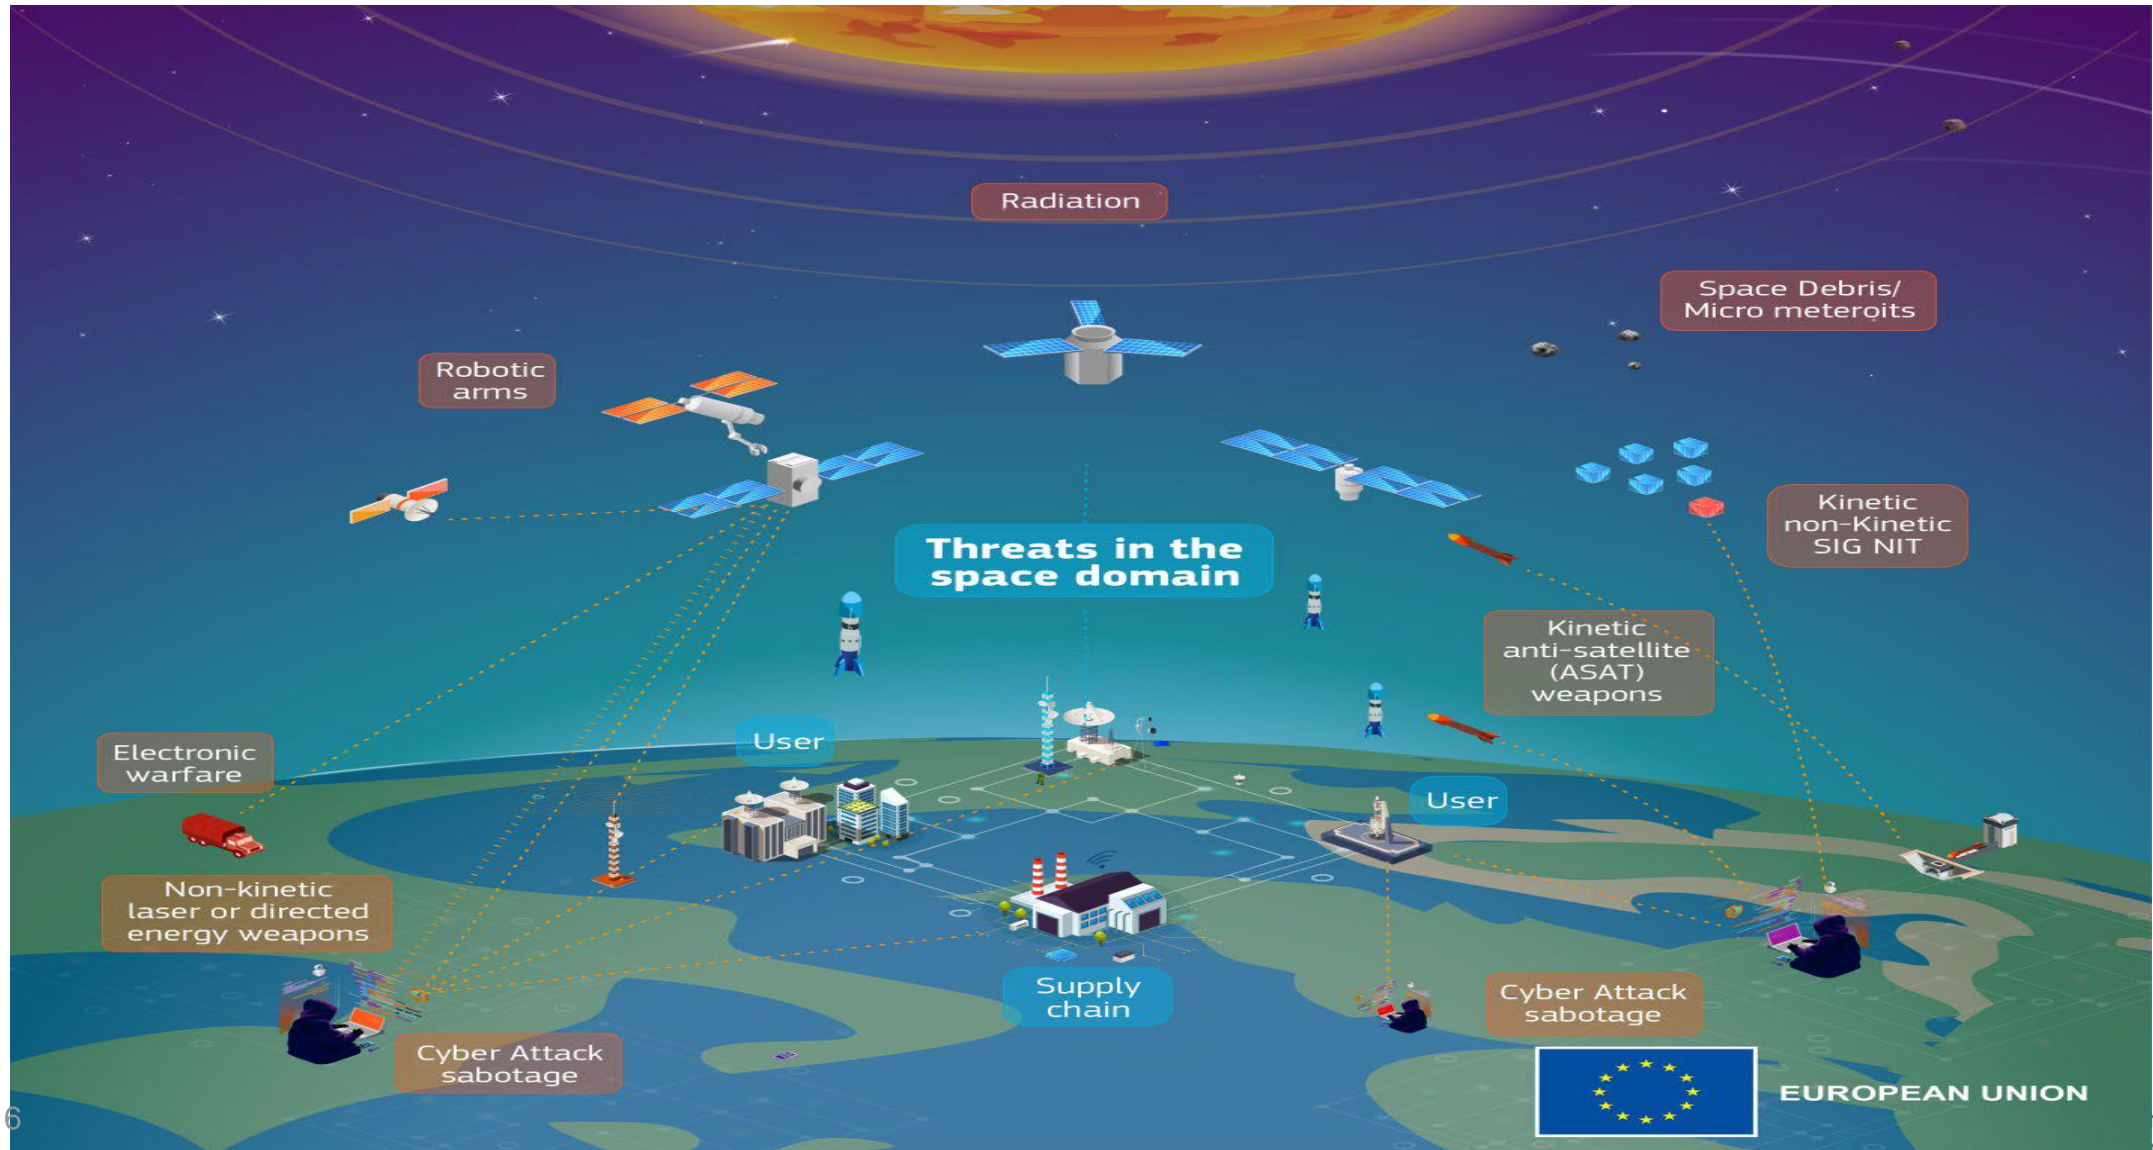 Radiation
Space Debris/
Micro meteroits
Robotic
arms
Kinetic
non-Kinetic
SIG NIT
Threats in the
space domain
Kinetic
anti-satellite
(ASAT)
weapons
Electronic
warfare
User
User
Non-kinetic
laser or directed
energy weapons
Supply
chain
Cyber Attack
sabotage
Cyber Attack
sabotage
EUROPEAN UNION
6